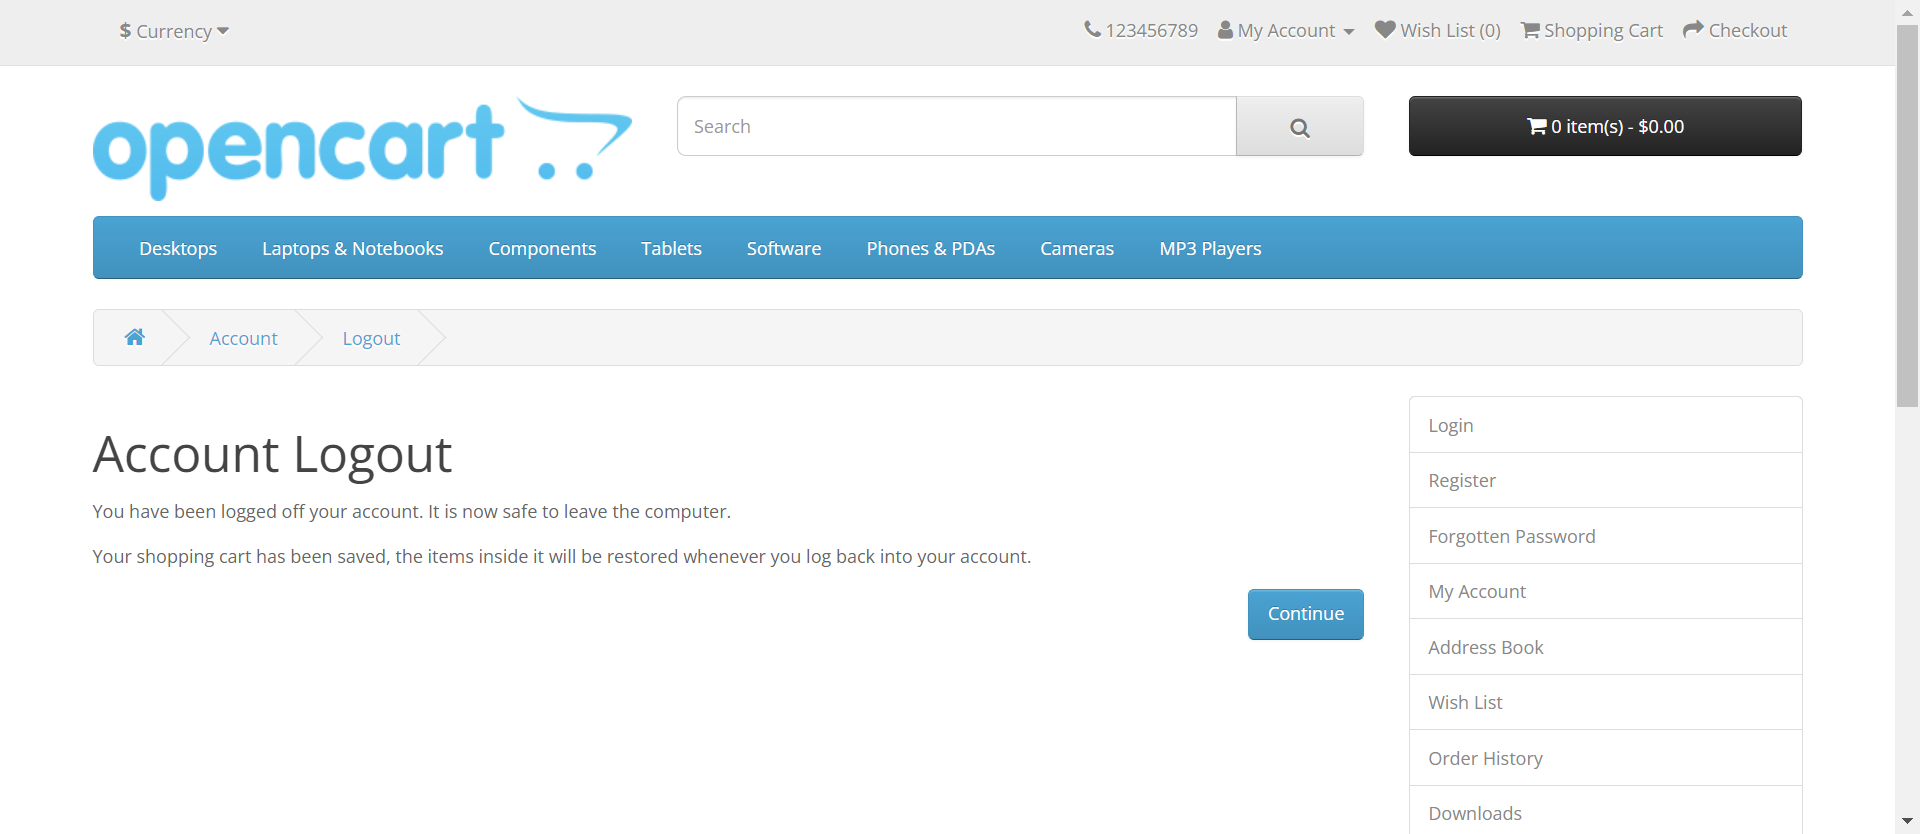 $ Currency
123456789 My Account Wish List (0) Shopping Cart Checkout
opencart
Search
0 item(s) - $0.00
Desktops Laptops & Notebooks Components Tablets Software Phones & PDAs Cameras MP3 Players
Account Logout
Account Logout
You have been logged off your account. It is now safe to leave the computer.
Your shopping cart has been saved, the items inside it will be restored whenever you log back into your account.
Continue
Login
Register
Forgotten Password
My Account
Address Book
Wish List
Order History
Downloads